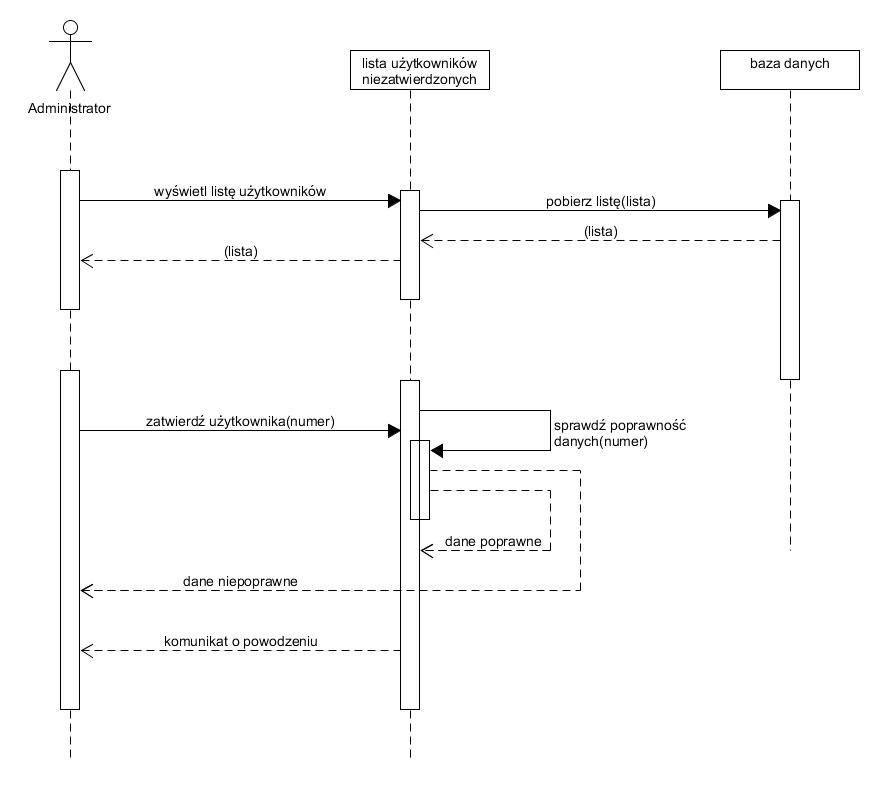 Administrator
lista użytkowników
niezatwierdzonych
baza danych
wyświetl listę użytkowników
pobierz listę(lista)
(lista)
(lista)
zatwierdź użytkownika(numer)
sprawdź poprawność
danych(numer)
dane poprawne
dane niepoprawne
komunikat o powodzeniu